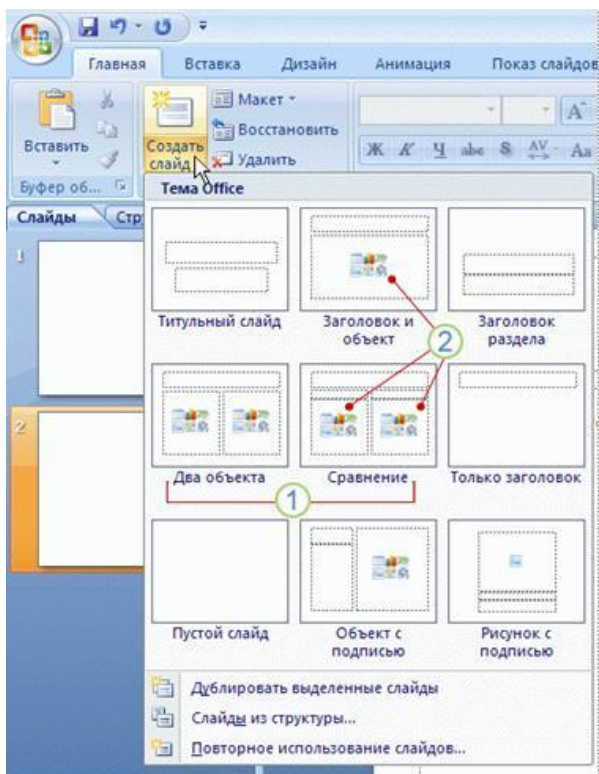 Главная Вставка Дизайн Анимация Показ слайдов
Вставить
Буфер об...
Создать
слайд
Макет
Восстановить
Удалить
A
Ж К Ч abc S AV Aa
Слайды Стр
Тема Office
1
2
Титульный слайд
Заголовок и
объект
Заголовок
раздела
2
Два объекта
Сравнение
Только заголовок
1
Пустой слайд
Объект с
подписью
Рисунок с
подписью
Дублировать выделенные слайды
Слайды из структуры...
Повторное использование слайдов...